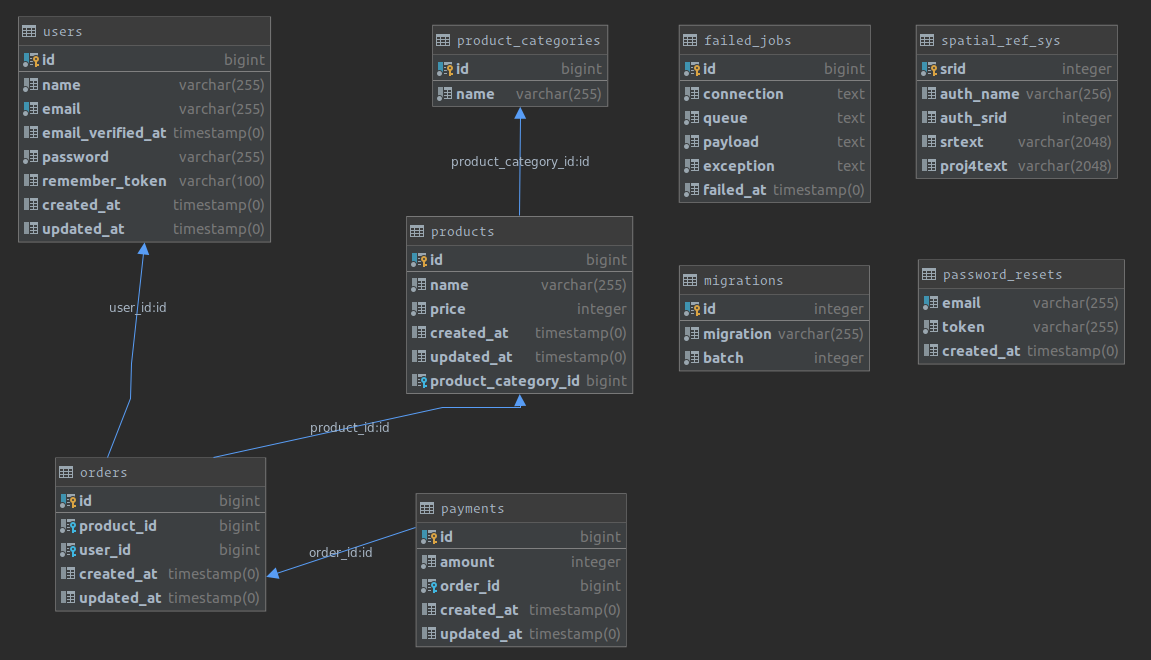 users
id bigint
name varchar(255)
email varchar(255)
email_verified_at timestamp(0)
password varchar(255)
remember_token varchar(100)
created_at timestamp(0)
updated_at timestamp(0)
product_categories
id bigint
name varchar(255)
failed_jobs
id bigint
connection text
queue text
payload text
exception text
failed_at timestamp(0)
spatial_ref_sys
srid integer
auth_name varchar(256)
auth_srid integer
srtext varchar(2048)
proj4text varchar(2048)
product_category_id:id
products
id bigint
name varchar(255)
price integer
created_at timestamp(0)
updated_at timestamp(0)
product_category_id bigint
migrations
id integer
migration varchar(255)
batch integer
password_resets
email varchar(255)
token varchar(255)
created_at timestamp(0)
user_id:id
product_id:id
orders
id bigint
product_id bigint
user_id bigint
created_at timestamp(0)
updated_at timestamp(0)
order_id:id
payments
id bigint
amount integer
order_id bigint
created_at timestamp(0)
updated_at timestamp(0)